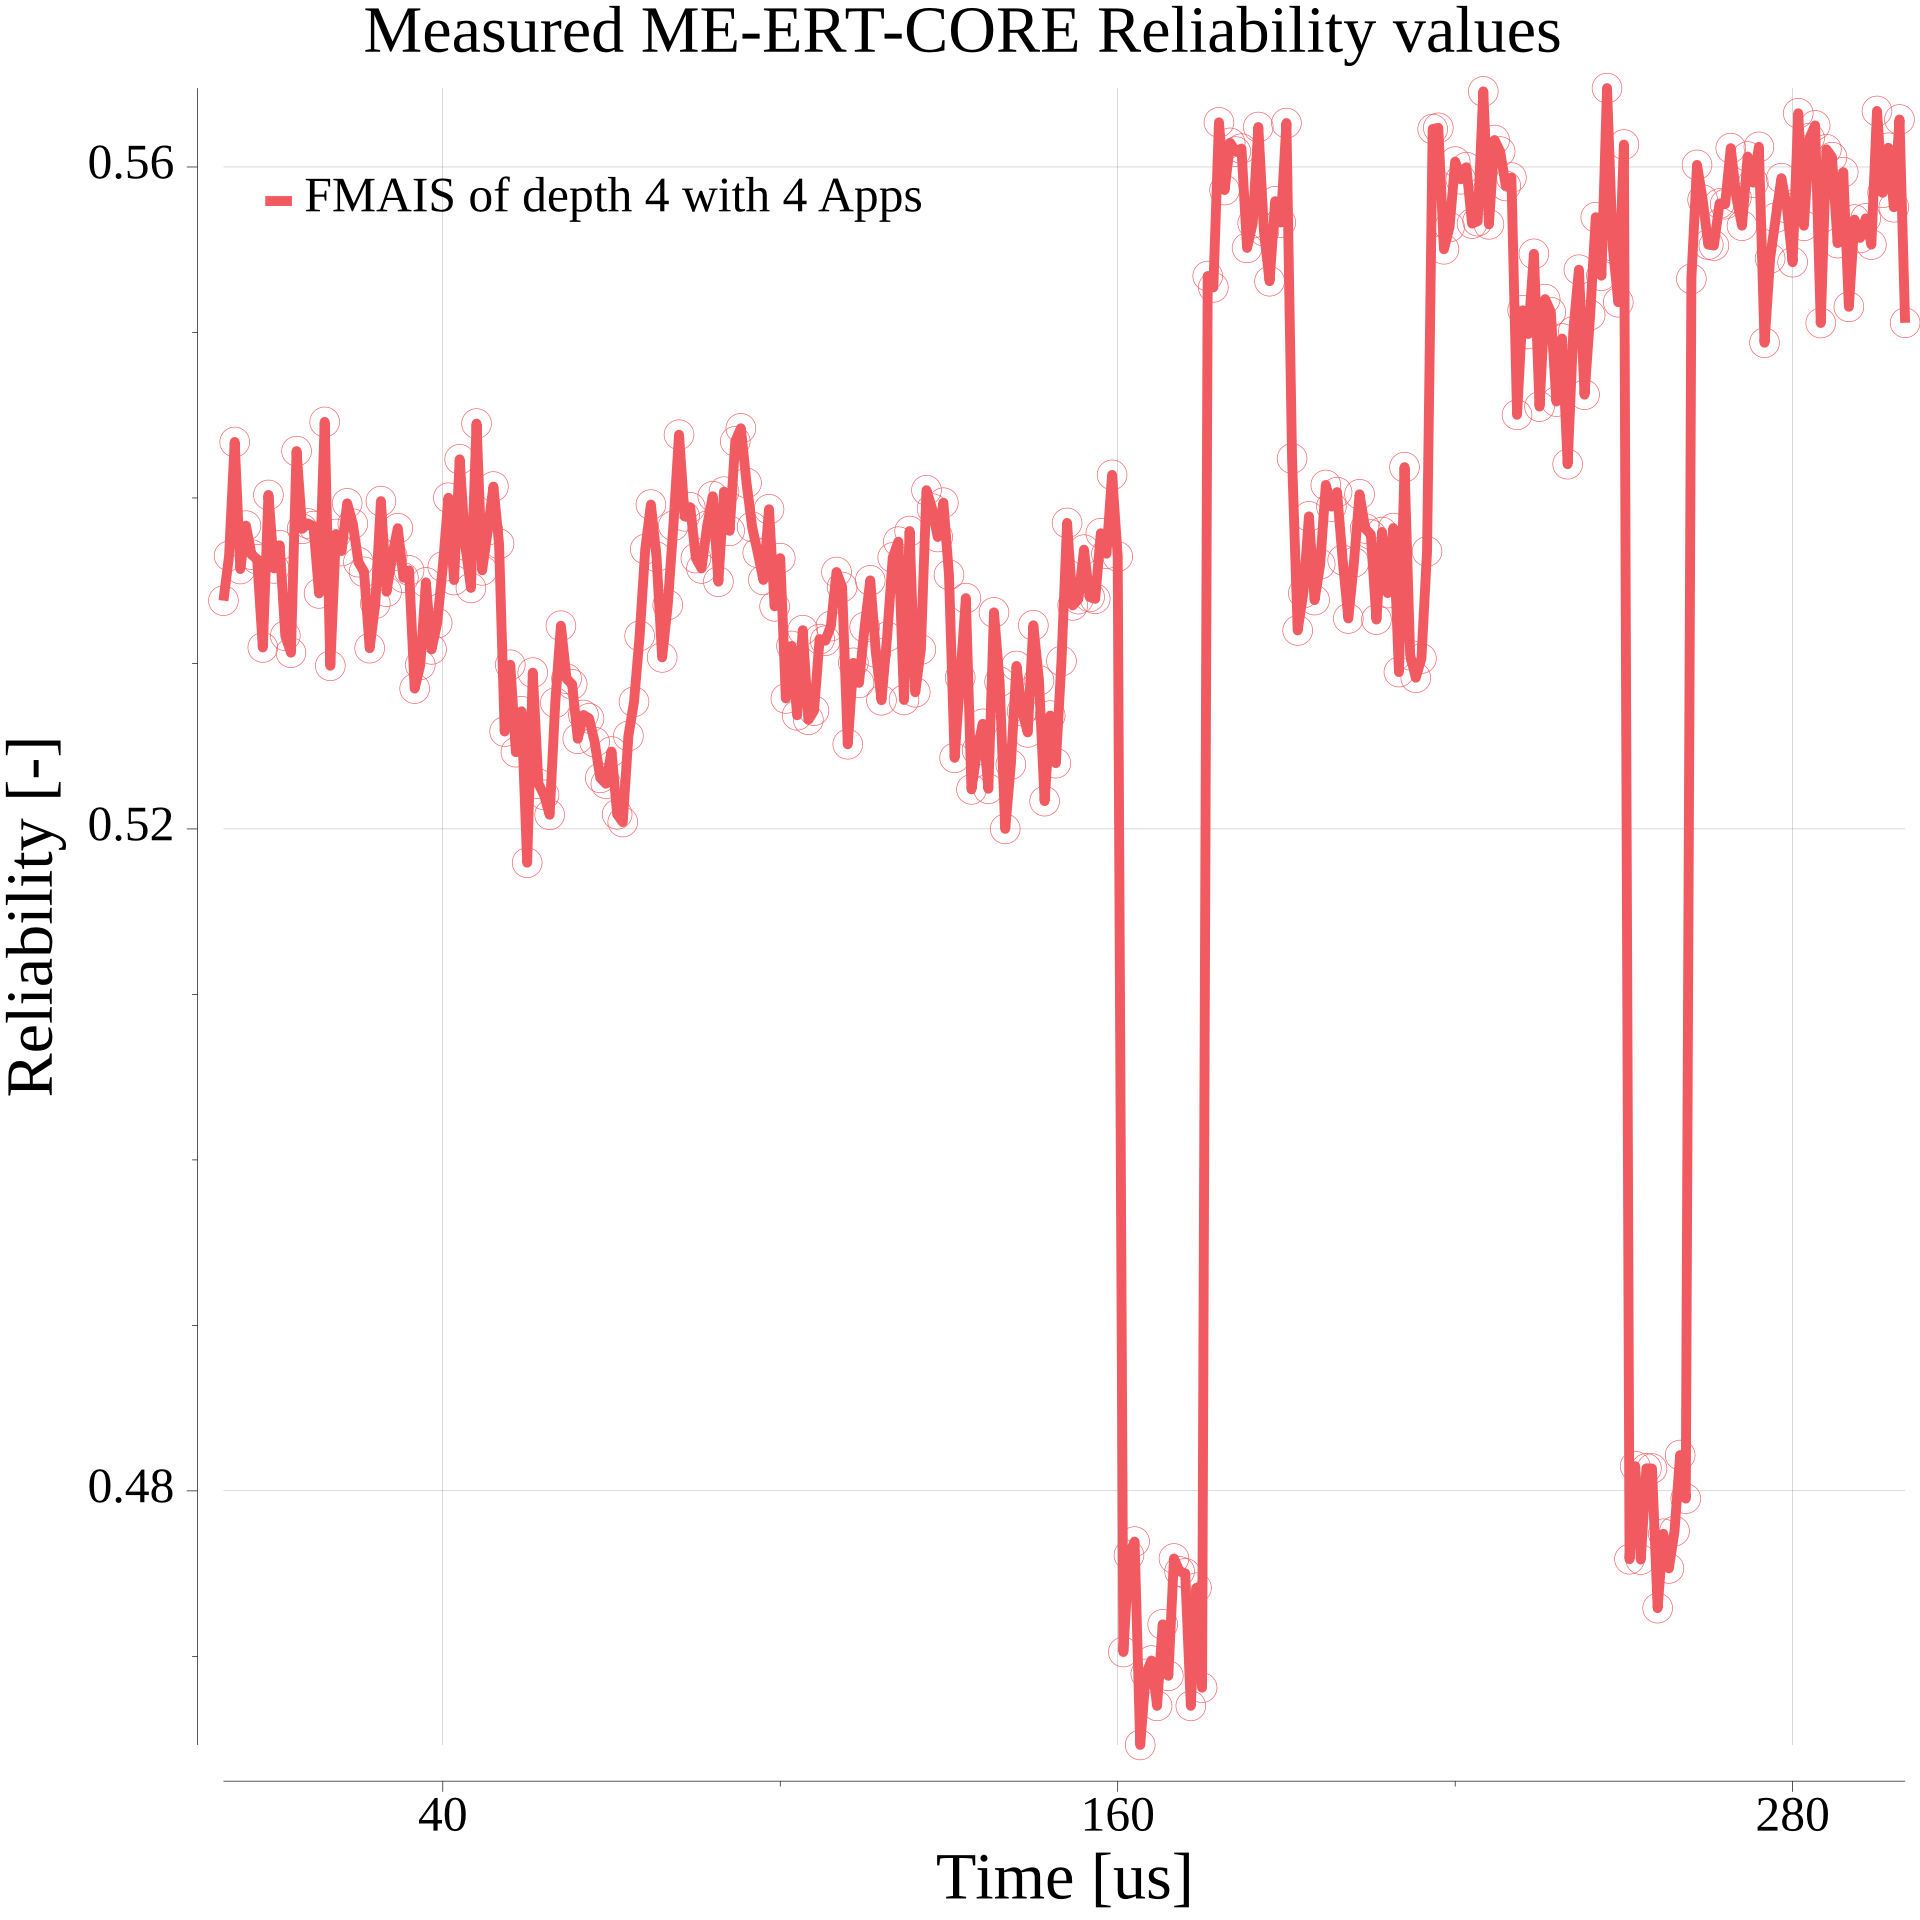 Measured ME-ERT-CORE Reliability values
0.56
FMAIS of depth 4 with 4 Apps
0.52
Reliability [-]
0.48
40
160
280
Time [us]